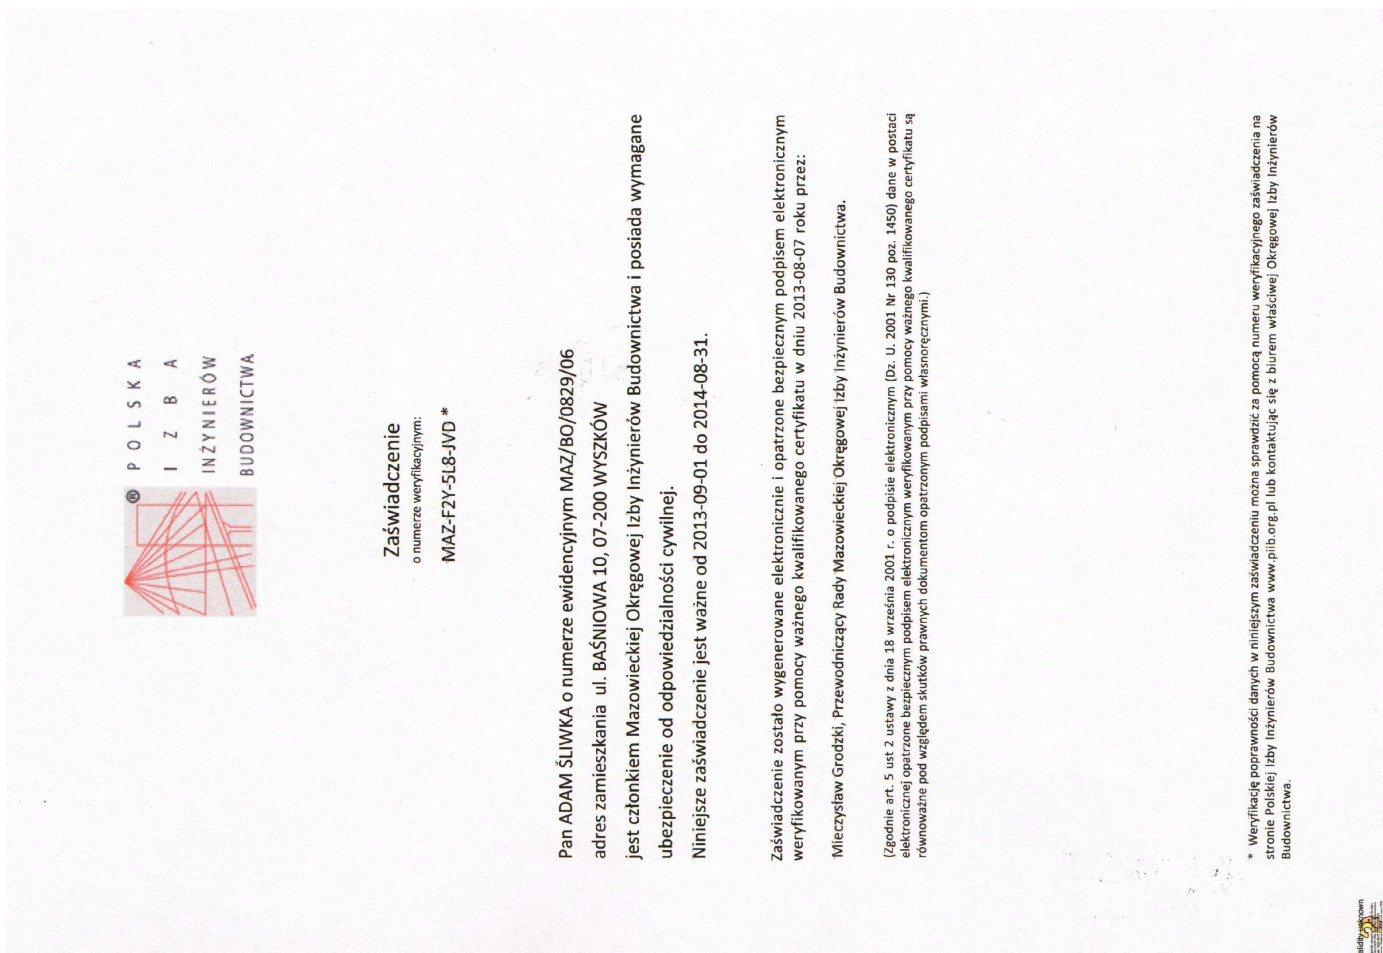 ®
POLSKA
IZBA
INŻYNIERÓW
BUDOWNICTWA
Zaświadczenie
o numerze weryfikacyjnym:
MAZ-F2Y-5L8-JVD *
Pan ADAM ŚLIWKA o numerze ewidencyjnym MAZ/BO/0829/06
adres zamieszkania ul. BAŚNIOWA 10, 07-200 WYSZKÓW
jest członkiem Mazowieckiej Okręgowej Izby Inżynierów Budownictwa i posiada wymagane
ubezpieczenie od odpowiedzialności cywilnej.
Niniejsze zaświadczenie jest ważne od 2013-09-01 do 2014-08-31.
Zaświadczenie zostało wygenerowane elektronicznie i opatrzone bezpiecznym podpisem elektronicznym
weryfikowanym przy pomocy ważnego kwalifikowanego certyfikatu w dniu 2013-08-07 roku przez:
Mieczysław Grodzki, Przewodniczący Rady Mazowieckiej Okręgowej Izby Inżynierów Budownictwa.
(Zgodnie art. 5 ust 2 ustawy z dnia 18 września 2001 r. o podpisie elektronicznym (Dz. U. 2001 Nr 130 poz. 1450) dane w postaci
elektronicznej opatrzone bezpiecznym podpisem elektronicznym weryfikowanym przy pomocy ważnego kwalifikowanego certyfikatu są
równoważne pod względem skutków prawnych dokumentom opatrzonym podpisami własnoręcznymi.)
* Weryfikację poprawności danych w niniejszym zaświadczeniu można sprawdzić za pomocą numeru weryfikacyjnego zaświadczenia na
stronie Polskiej Izby Inżynierów Budownictwa www.piib.org.pl lub kontaktując się z biurem właściwej Okręgowej Izby Inżynierów
Budownictwa.